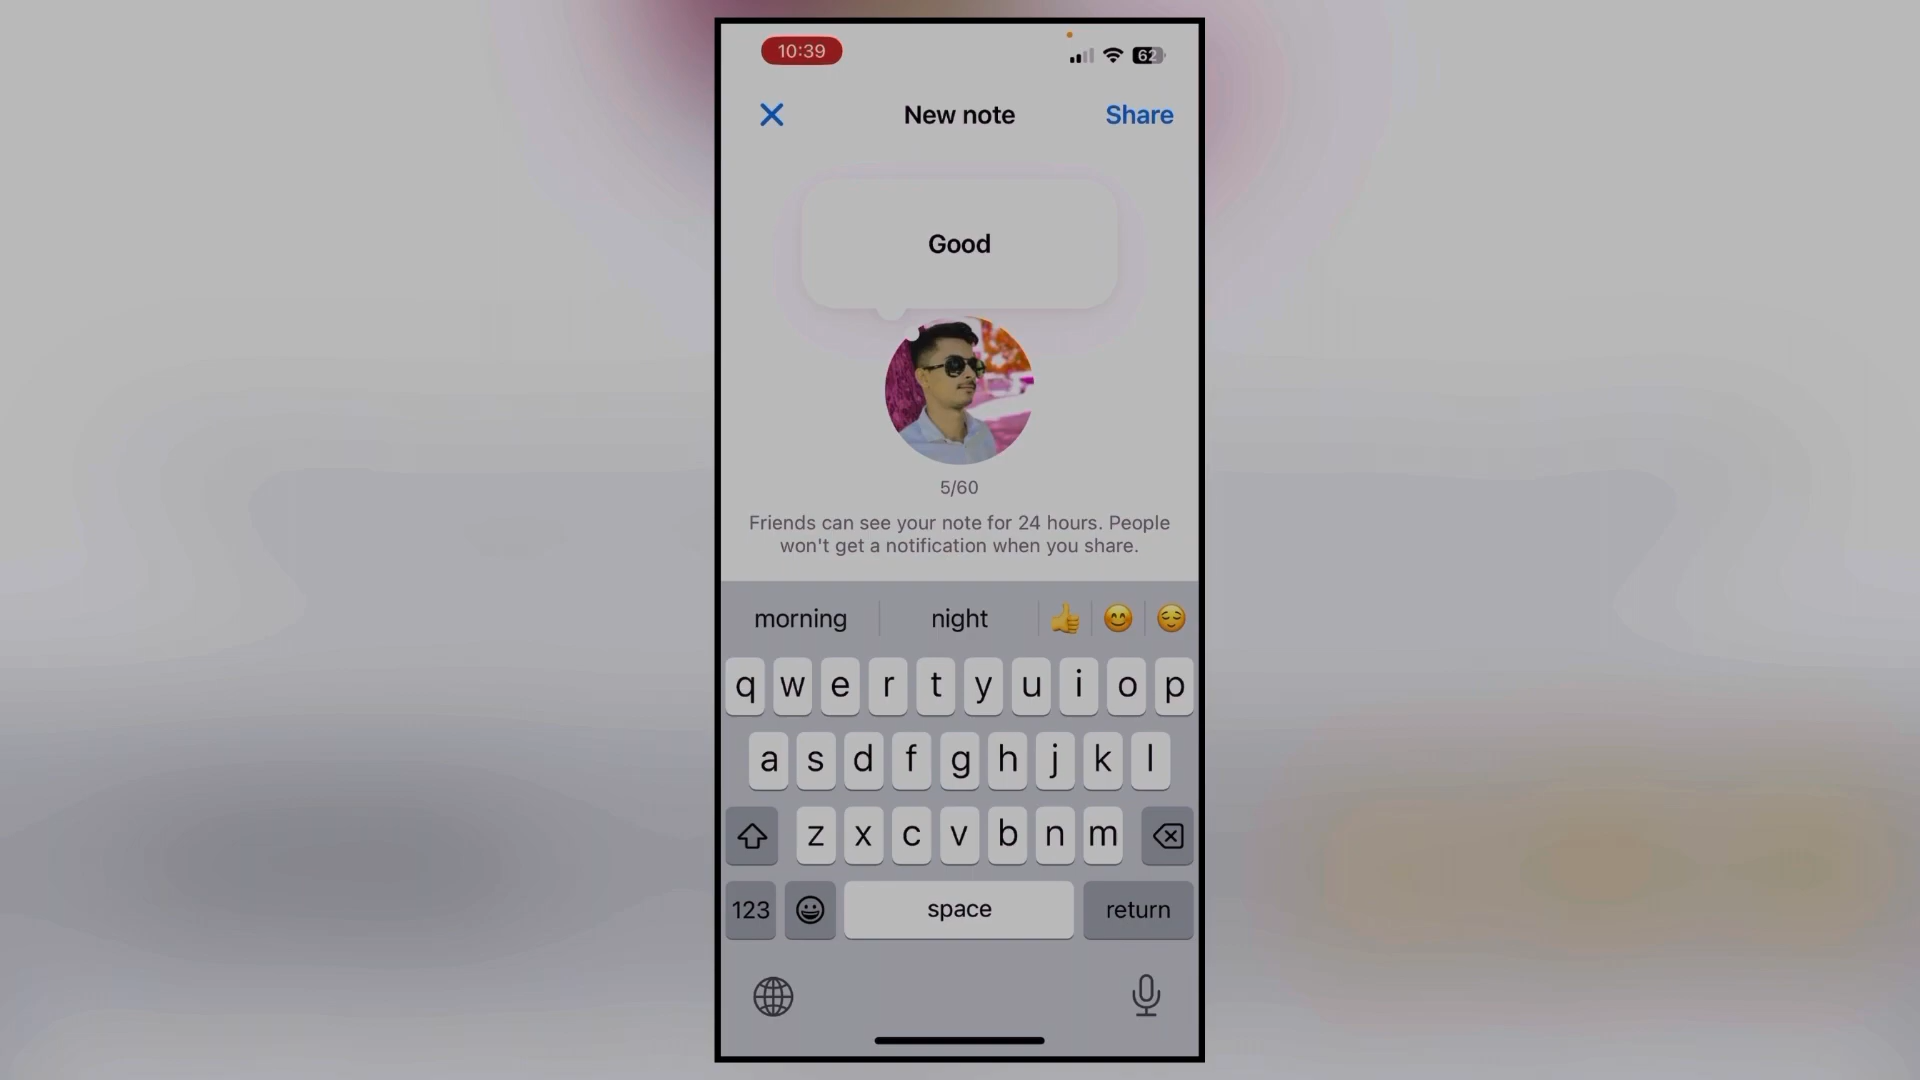 10:39
62
New note
Share
Good
5/60
Friends can see your note for 24 hours. People
won't get a notification when you share.
morning night
q w e r t y u i o p
a s d f g h j k l
z x c v b n m
123 space return